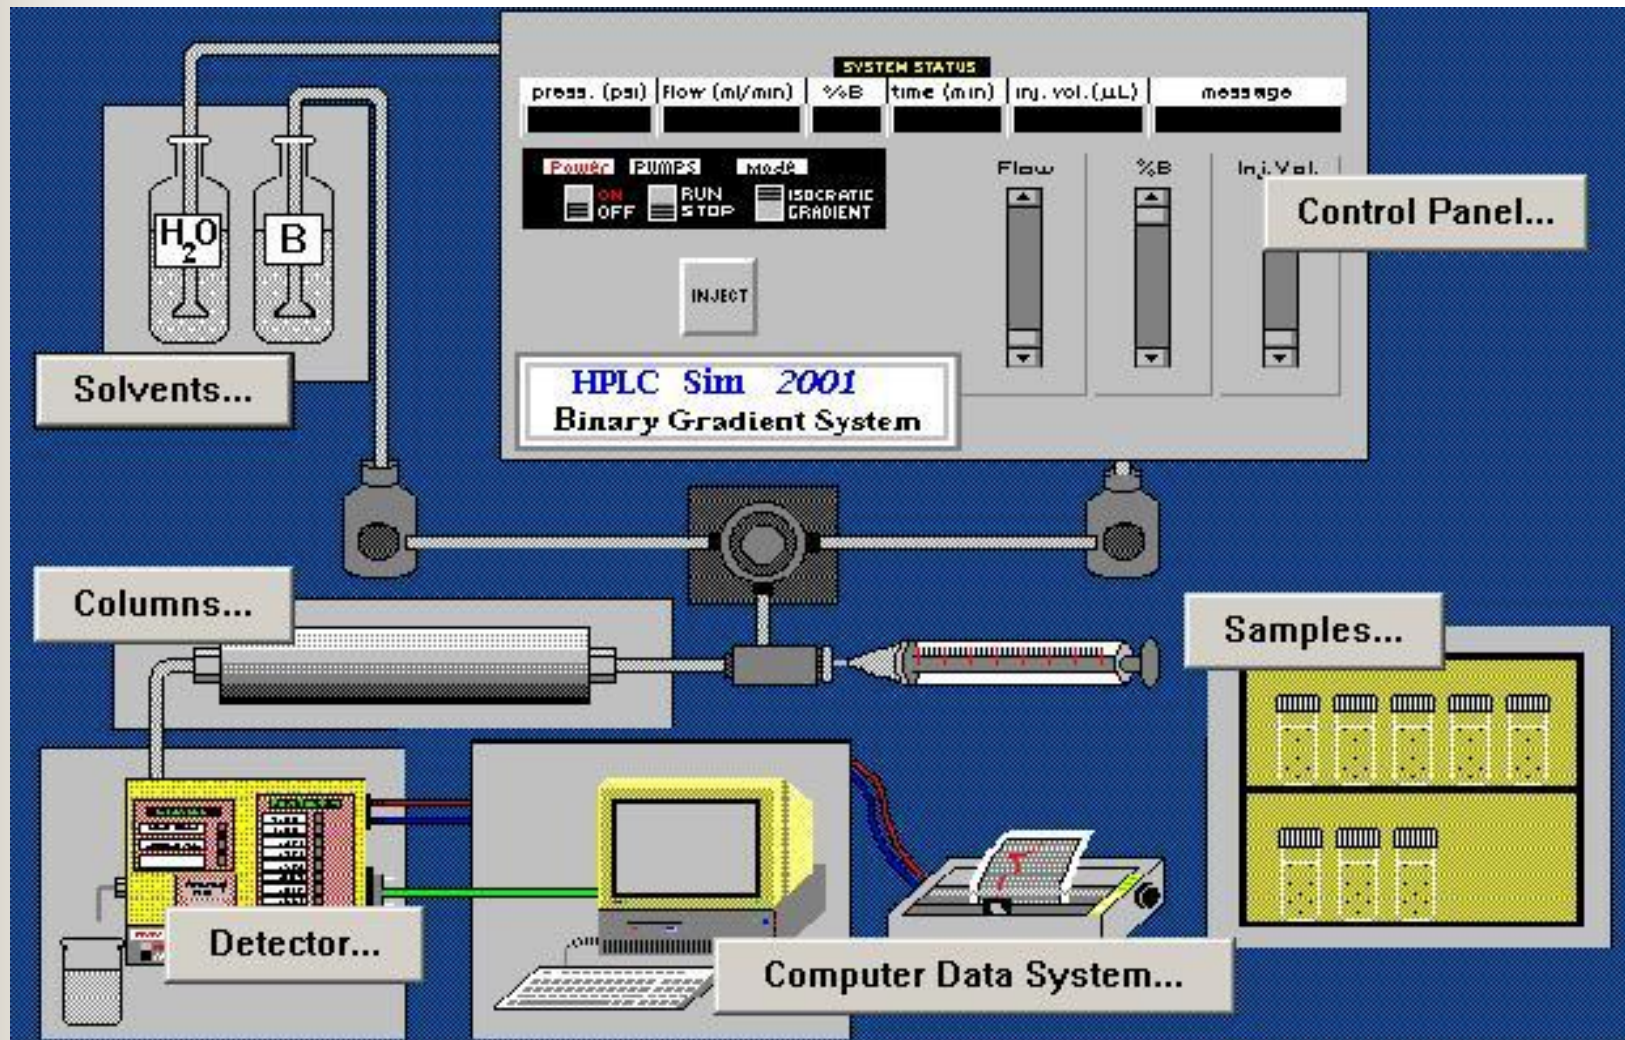 SYSTEM STATUS
press. (psi) flow (ml/min) %B time (min) inj. vol.(µL) message
Power PUMPS mode
ON RUN ISOCRATIC
OFF STOP GRADIENT
Flow %B Inj.Vol.
Control Panel...
H2O B
INJECT
Solvents...
HPLC Sim 2001
Binary Gradient System
Columns...
Samples...
Detector...
Computer Data System...